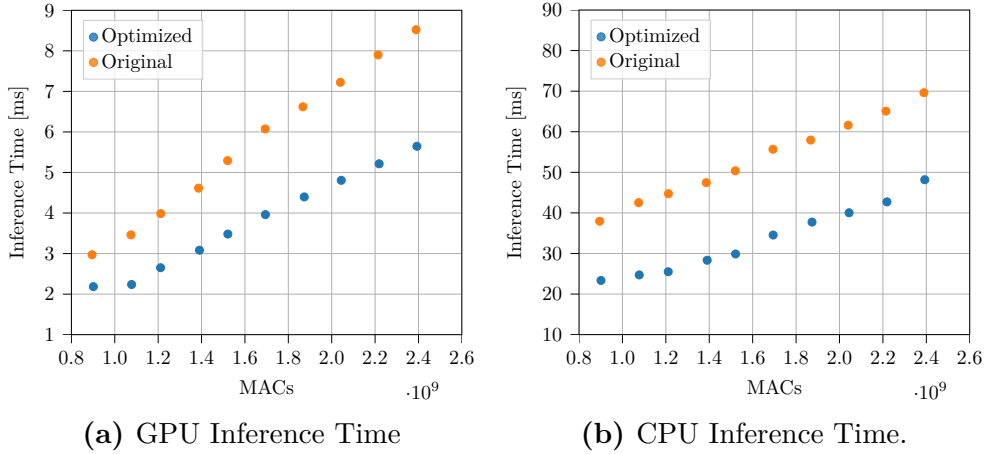 9
8
7
6
5
4
3
2
1
Inference Time [ms]
Optimized
Original
0.8 1.0 1.2 1.4 1.6 1.8 2.0 2.2 2.4 2.6
MACs
·10⁹
(a) GPU Inference Time
90
80
70
60
50
40
30
20
10
Inference Time [ms]
Optimized
Original
0.8 1.0 1.2 1.4 1.6 1.8 2.0 2.2 2.4 2.6
MACs
·10⁹
(b) CPU Inference Time.